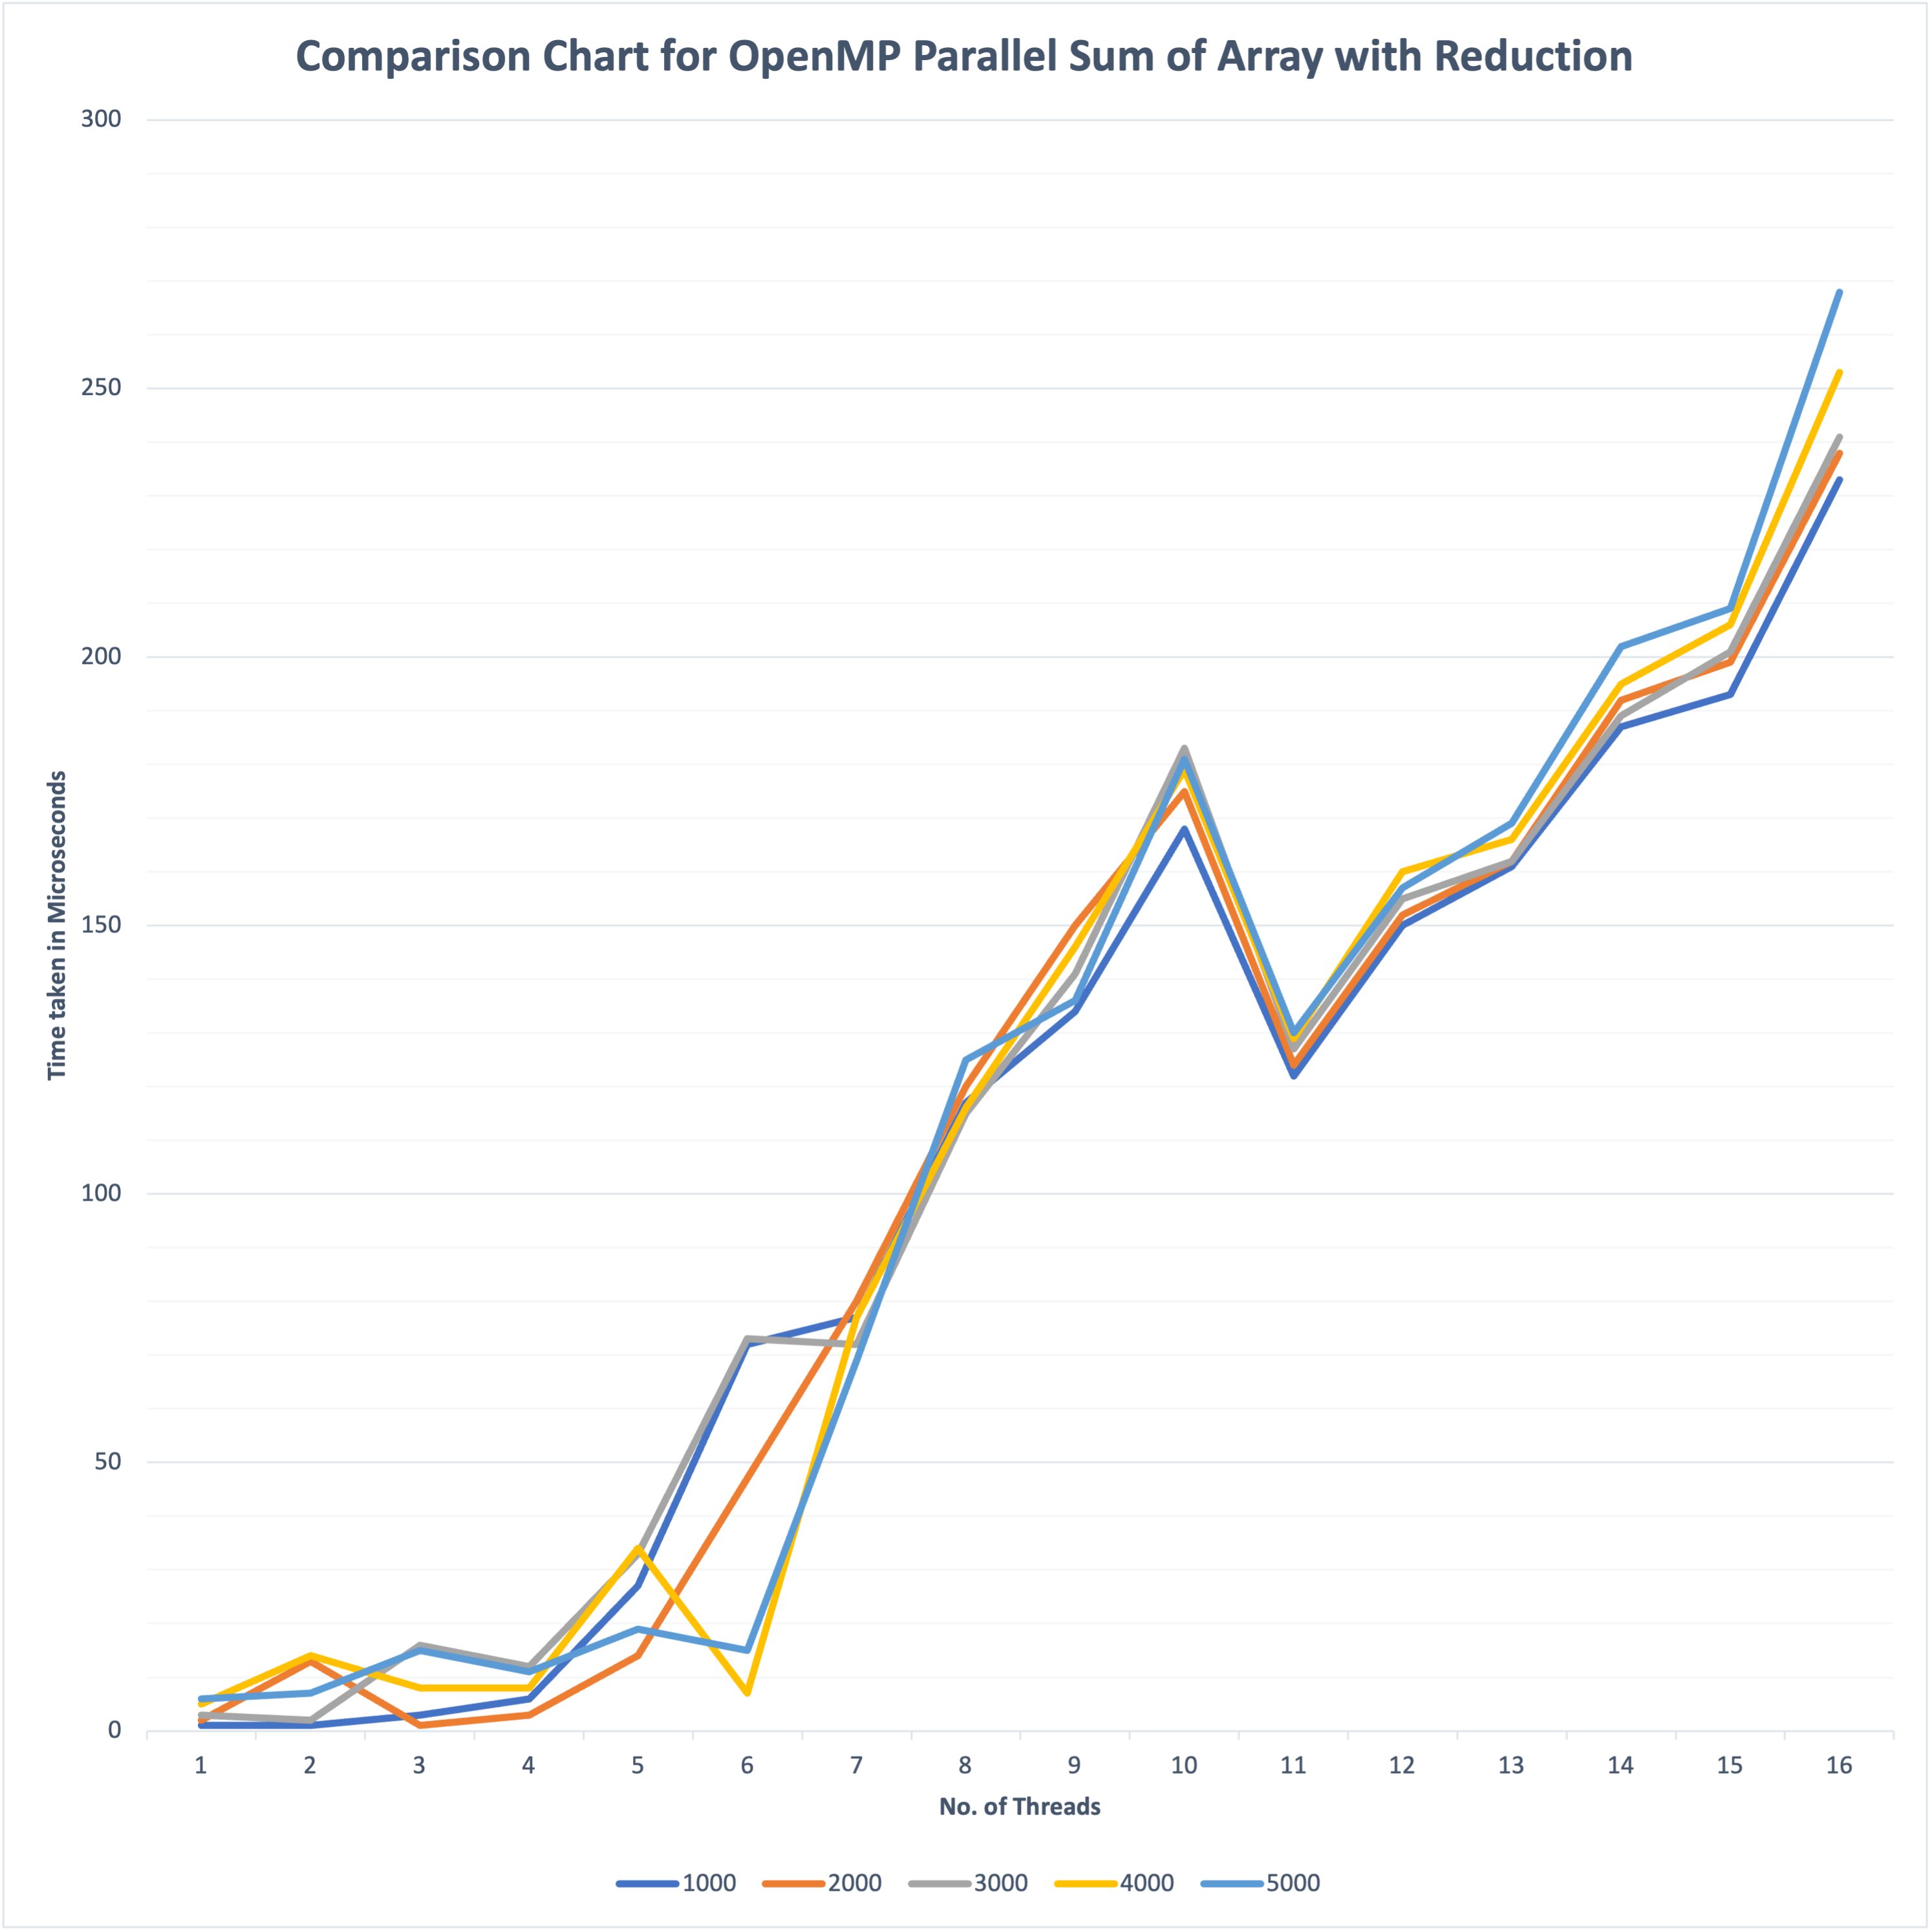 Comparison Chart for OpenMP Parallel Sum of Array with Reduction
300
250
200
150
100
50
0
Time taken in Microseconds
1 2 3 4 5 6 7 8 9 10 11 12 13 14 15 16
No. of Threads
1000 2000 3000 4000 5000